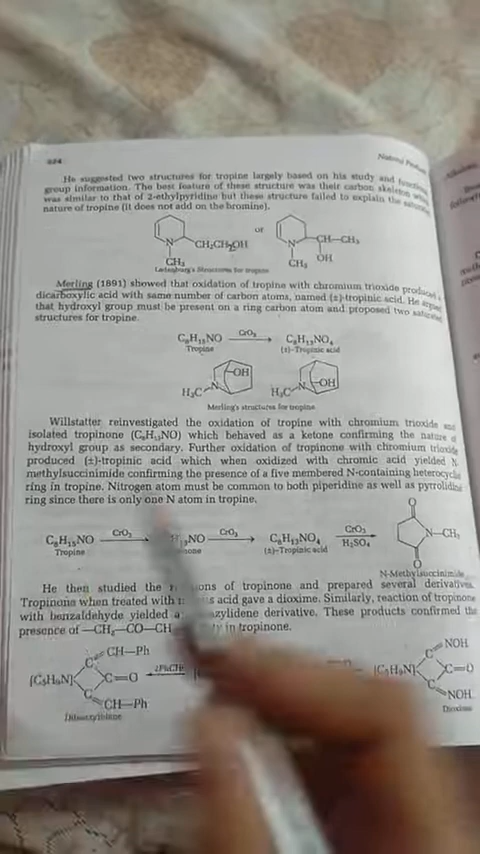 He suggested two structures for tropine largely based on his study and functional
group information. The best feature of these structure was their carbon skeleton which
was similar to that of 2-ethylpyridine but these structure failed to explain the saturated
nature of tropine (it does not add on the bromine).
or
N CH₂CH₂OH N CH—CH₃
CH₃ CH₃ OH
Ladenburg's Structures for tropine
Merling (1891) showed that oxidation of tropine with chromium trioxide produced a
dicarboxylic acid with same number of carbon atoms, named (±)-tropinic acid. He argued
that hydroxyl group must be present on a ring carbon atom and proposed two saturated
structures for tropine.
C₈H₁₅NO CrO₃ C₈H₁₃NO₄
Tropine (±)-Tropinic acid
H₃C—N OH H₃C—N OH
Merling's structures for tropine
Willstatter reinvestigated the oxidation of tropine with chromium trioxide and
isolated tropinone (C₈H₁₃NO) which behaved as a ketone confirming the nature of
hydroxyl group as secondary. Further oxidation of tropinone with chromium trioxide
produced (±)-tropinic acid which when oxidized with chromic acid yielded N-
methylsuccinimide confirming the presence of a five membered N-containing heterocyclic
ring in tropine. Nitrogen atom must be common to both piperidine as well as pyrrolidine
ring since there is only one N atom in tropine.
O
C₈H₁₅NO CrO₃ H₁₃NO CrO₃ C₈H₁₃NO₄ CrO₃ H₂SO₄ N—CH₃
Tropine none (±)-Tropinic acid O
N-Methylsuccinimide
He then studied the ons of tropinone and prepared several derivatives.
Tropinone when treated with s acid gave a dioxime. Similarly, reaction of tropinone
with benzaldehyde yielded a zylidene derivative. These products confirmed the
presence of —CH₂—CO—CH in tropinone.
C=CH—Ph C=NOH
[C₅H₉N] C=O 2PhCH [C₅H₉N] C=O
C=CH—Ph C=NOH
Dibenzylidene Dioxime